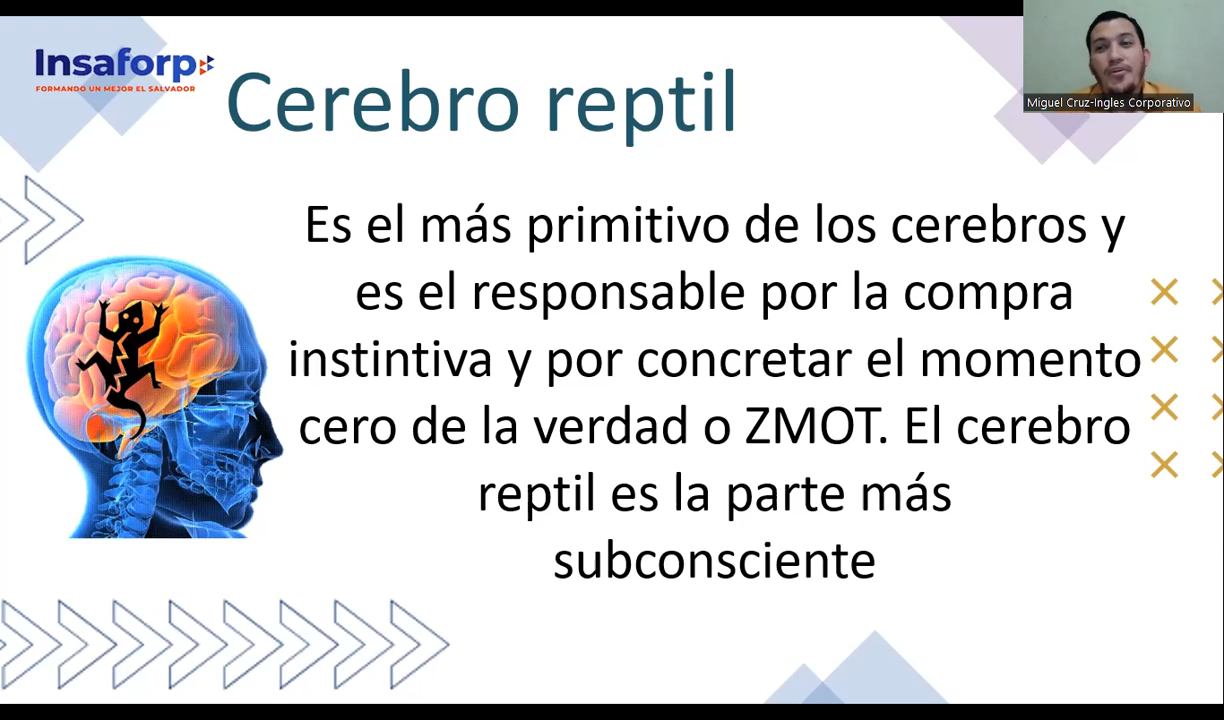 Insaforp
FORMANDO UN MEJOR EL SALVADOR
Cerebro reptil
Miguel Cruz-Ingles Corporativo
Es el más primitivo de los cerebros y
es el responsable por la compra
instintiva y por concretar el momento
cero de la verdad o ZMOT. El cerebro
reptil es la parte más
subconsciente